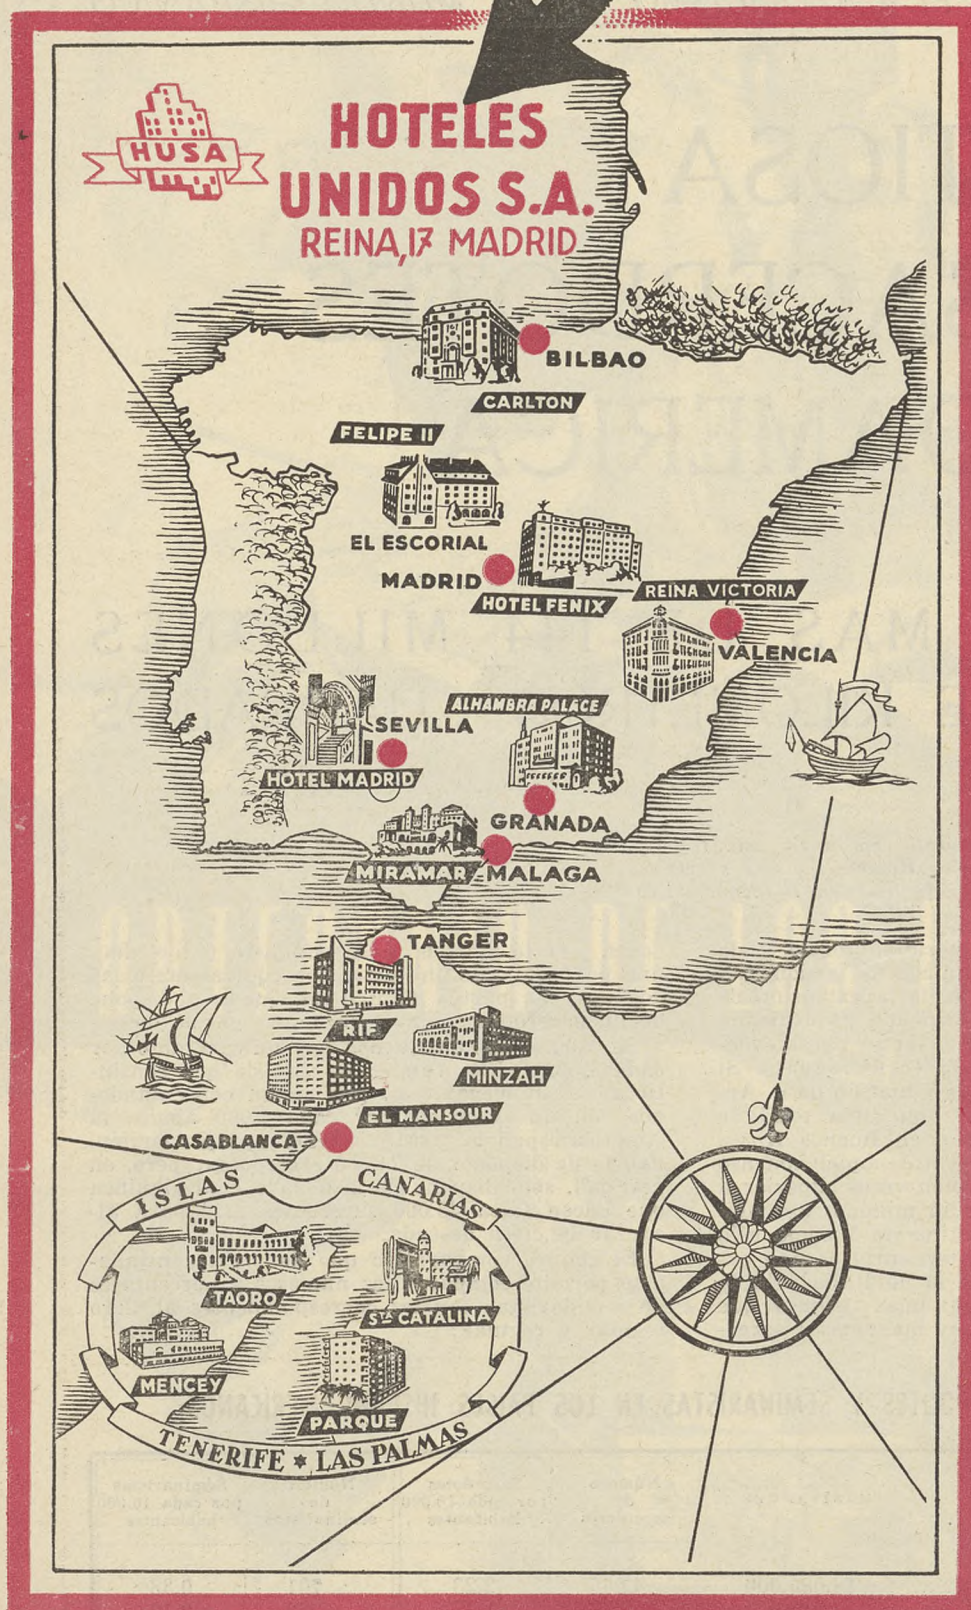 HUSA
HOTELES
UNIDOS S.A.
REINA, 17 MADRID
BILBAO
CARLTON
FELIPE II
EL ESCORIAL
MADRID
HOTEL FENIX
REINA VICTORIA
VALENCIA
ALHAMBRA PALACE
SEVILLA
HOTEL MADRID
GRANADA
MIRAMAR-MALAGA
TANGER
RIF
MINZAH
EL MANSOUR
CASABLANCA
ISLAS CANARIAS
TAORO
STA CATALINA
MENCEY
PARQUE
TENERIFE * LAS PALMAS